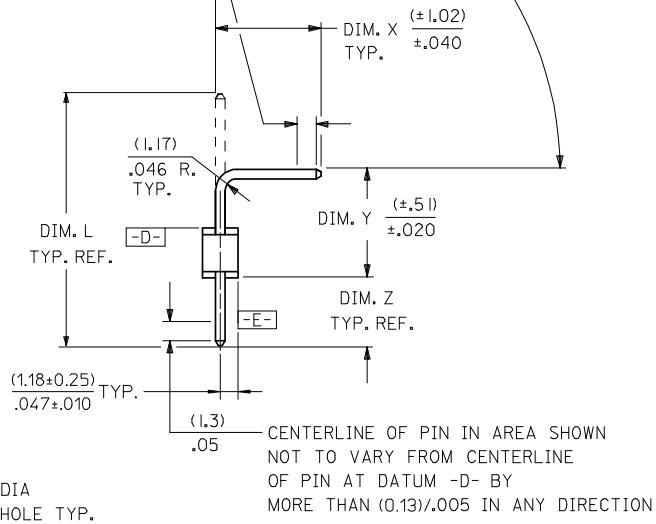 DIM. X (±1.02)
±.040
TYP.
(1.17)
.046 R.
TYP.
DIM. Y (±.51)
±.020
DIM. L
TYP. REF.
-D-
DIM. Z
TYP. REF.
-E-
(1.18±0.25) TYP.
.047±.010
(1.3)
.05
CENTERLINE OF PIN IN AREA SHOWN
NOT TO VARY FROM CENTERLINE
OF PIN AT DATUM -D- BY
MORE THAN (0.13)/.005 IN ANY DIRECTION
DIA
HOLE TYP.